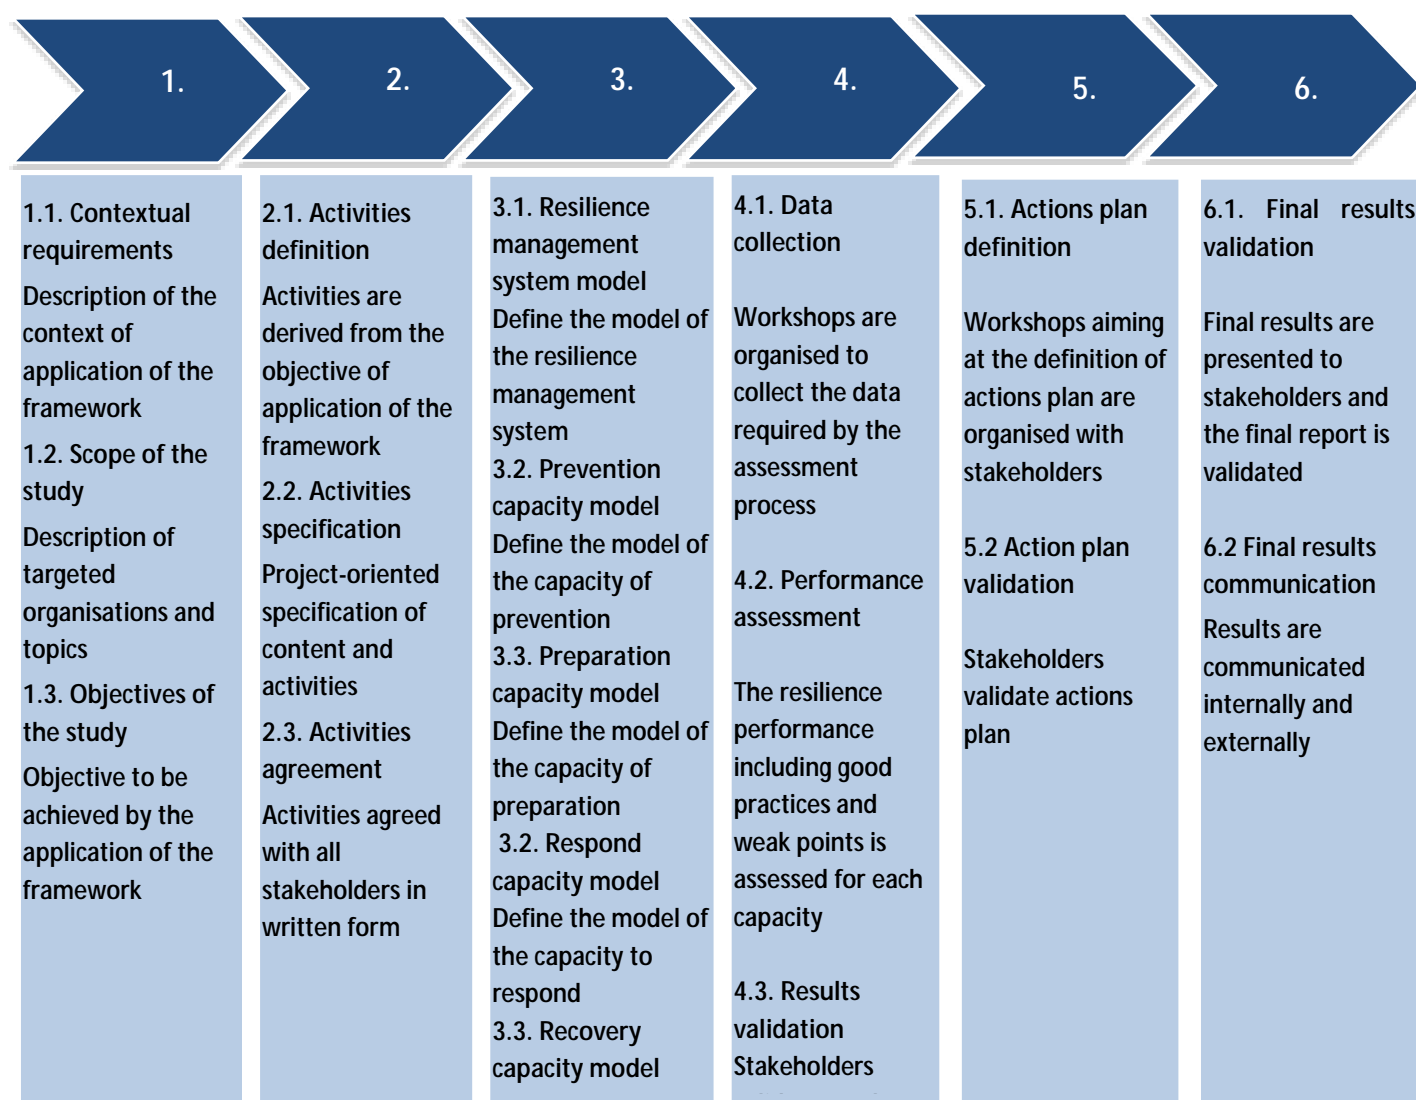 1.
2.
3.
4.
5.
6.
1.1. Contextual
requirements
Description of the
context of
application of the
framework
1.2. Scope of the
study
Description of
targeted
organisations and
topics
1.3. Objectives of
the study
Objective to be
achieved by the
application of the
framework
2.1. Activities
definition
Activities are
derived from the
objective of
application of the
framework
2.2. Activities
specification
Project-oriented
specification of
content and
activities
2.3. Activities
agreement
Activities agreed
with all
stakeholders in
written form
3.1. Resilience
management
system model
Define the model of
the resilience
management
system
3.2. Prevention
capacity model
Define the model of
the capacity of
prevention
3.3. Preparation
capacity model
Define the model of
the capacity of
preparation
3.2. Respond
capacity model
Define the model of
the capacity to
respond
3.3. Recovery
capacity model
4.1. Data
collection
Workshops are
organised to
collect the data
required by the
assessment
process
4.2. Performance
assessment
The resilience
performance
including good
practices and
weak points is
assessed for each
capacity
4.3. Results
validation
Stakeholders
5.1. Actions plan
definition
Workshops aiming
at the definition of
actions plan are
organised with
stakeholders
5.2 Action plan
validation
Stakeholders
validate actions
plan
6.1. Final results
validation
Final results are
presented to
stakeholders and
the final report is
validated
6.2 Final results
communication
Results are
communicated
internally and
externally